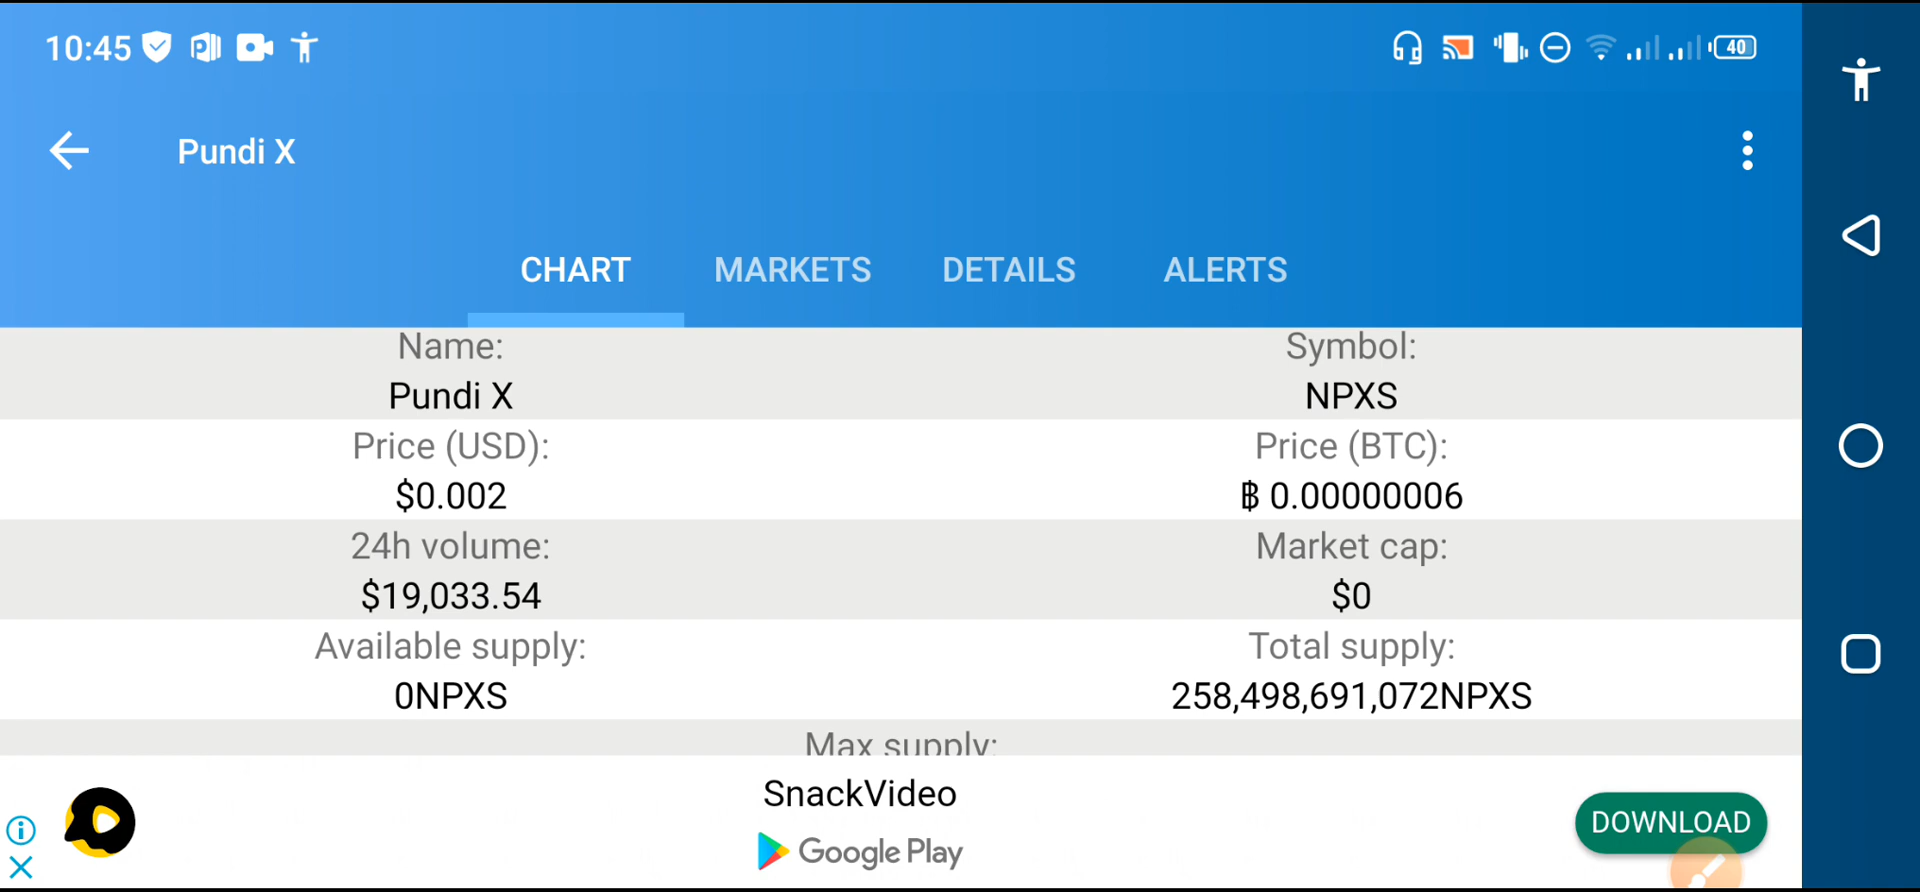 10:45
40
Pundi X
CHART MARKETS DETAILS ALERTS
Name: Symbol:
Pundi X NPXS
Price (USD): Price (BTC):
$0.002 ฿ 0.00000006
24h volume: Market cap:
$19,033.54 $0
Available supply: Total supply:
0NPXS 258,498,691,072NPXS
Max supply:
SnackVideo
Google Play
DOWNLOAD